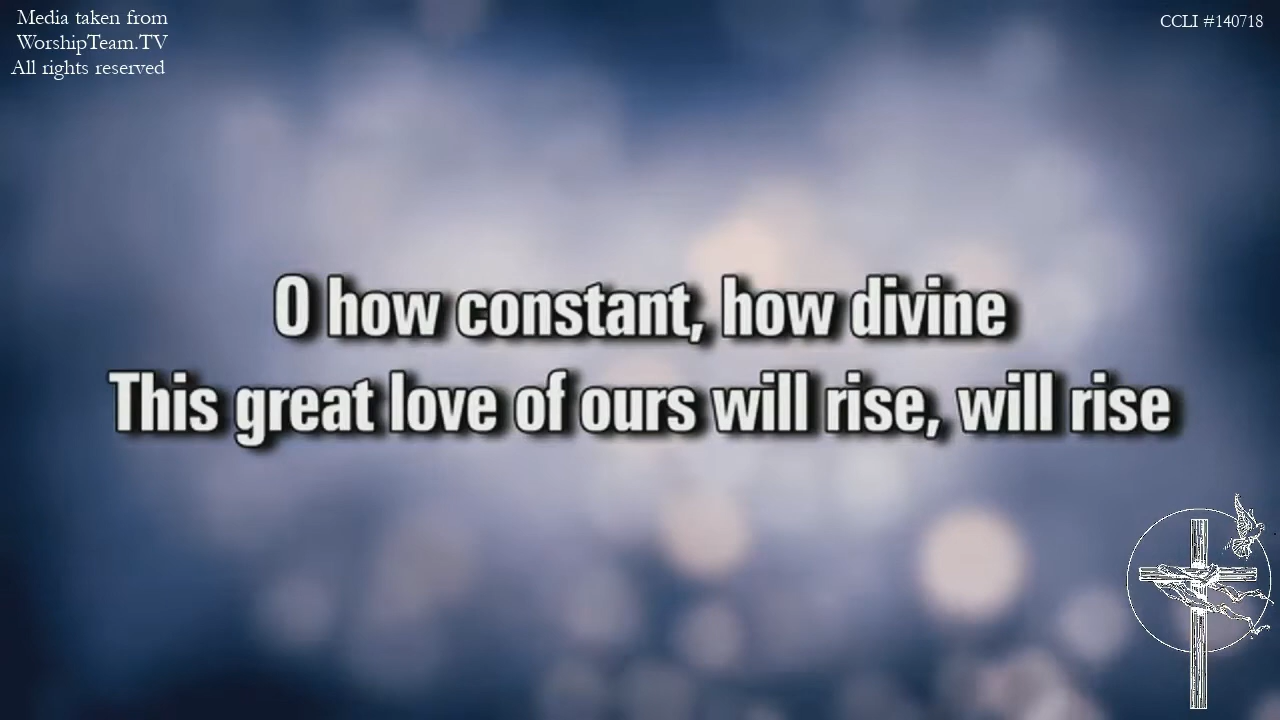 Media taken from
WorshipTeam.TV
All rights reserved
CCLI #140718
O how constant, how divine
This great love of ours will rise, will rise